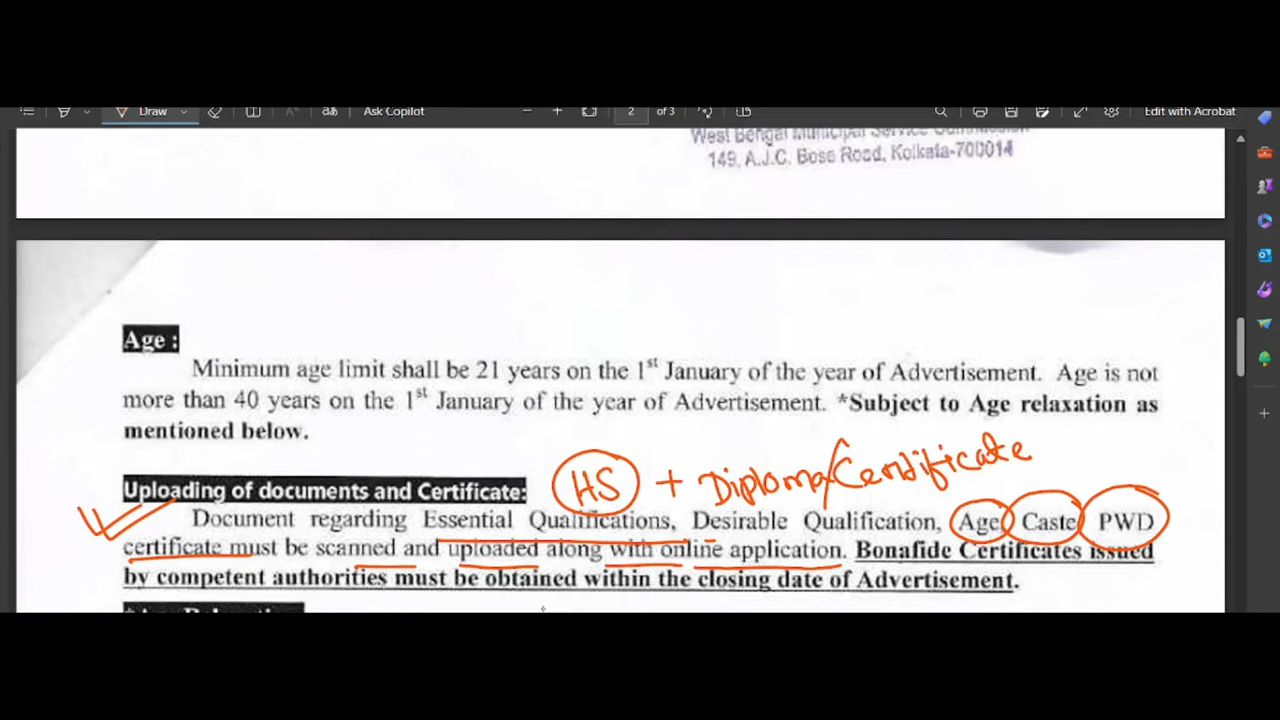 Draw
Ask Copilot
2 of 3
Edit with Acrobat
West Bengal Municipal Service Commission
149, A.J.C. Bose Road, Kolkata-700014
Age :
Minimum age limit shall be 21 years on the 1st January of the year of Advertisement. Age is not
more than 40 years on the 1st January of the year of Advertisement. *Subject to Age relaxation as
mentioned below.
HS + Diploma/Certificate
Uploading of documents and Certificate:
Document regarding Essential Qualifications, Desirable Qualification, Age Caste PWD
certificate must be scanned and uploaded along with online application. Bonafide Certificates issued
by competent authorities must be obtained within the closing date of Advertisement.